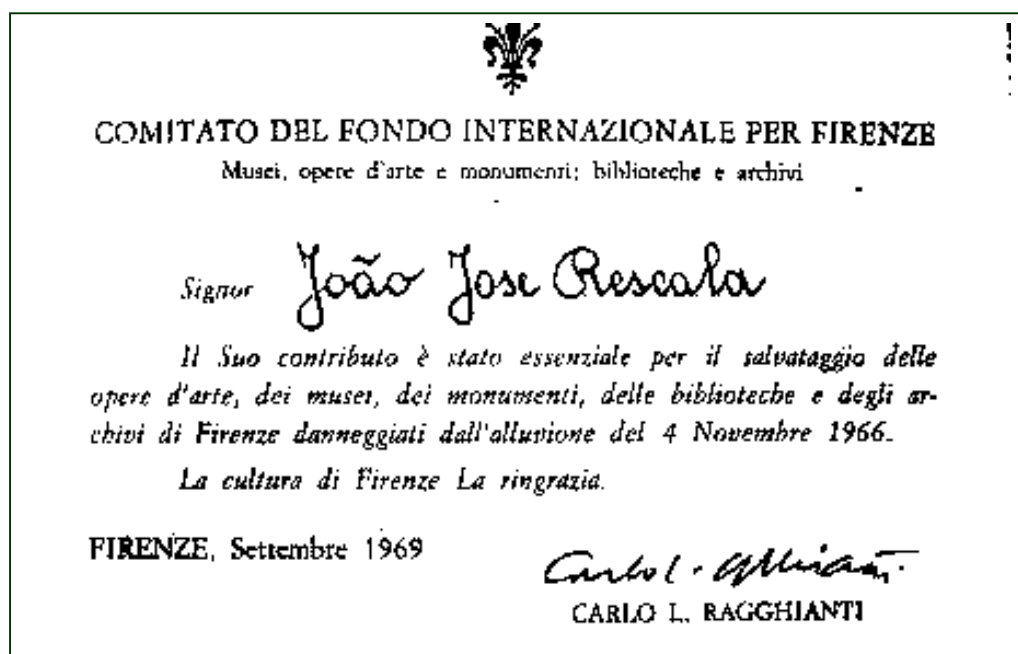 COMITATO DEL FONDO INTERNAZIONALE PER FIRENZE
Musei, opere d'arte e monumenti; biblioteche e archivi
Signor João Jose Rescala
Il Suo contributo è stato essenziale per il salvataggio delle
opere d'arte, dei musei, dei monumenti, delle biblioteche e degli ar-
chivi di Firenze danneggiati dall'alluvione del 4 Novembre 1966.
La cultura di Firenze La ringrazia.
FIRENZE, Settembre 1969
Carlo L. Ragghianti
CARLO L. RAGGHIANTI